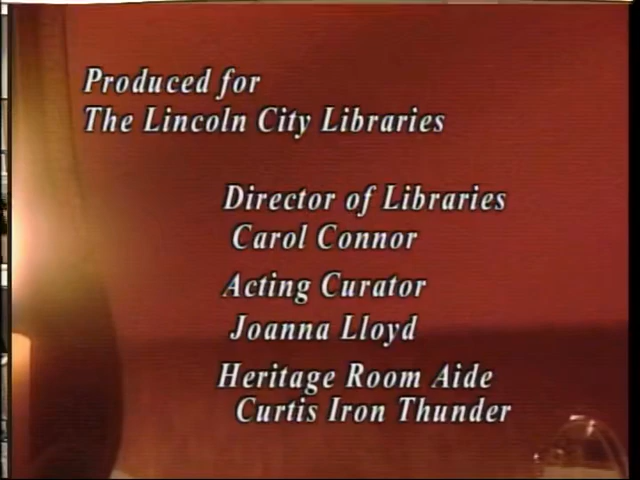 Produced for
The Lincoln City Libraries
Director of Libraries
Carol Connor
Acting Curator
Joanna Lloyd
Heritage Room Aide
Curtis Iron Thunder